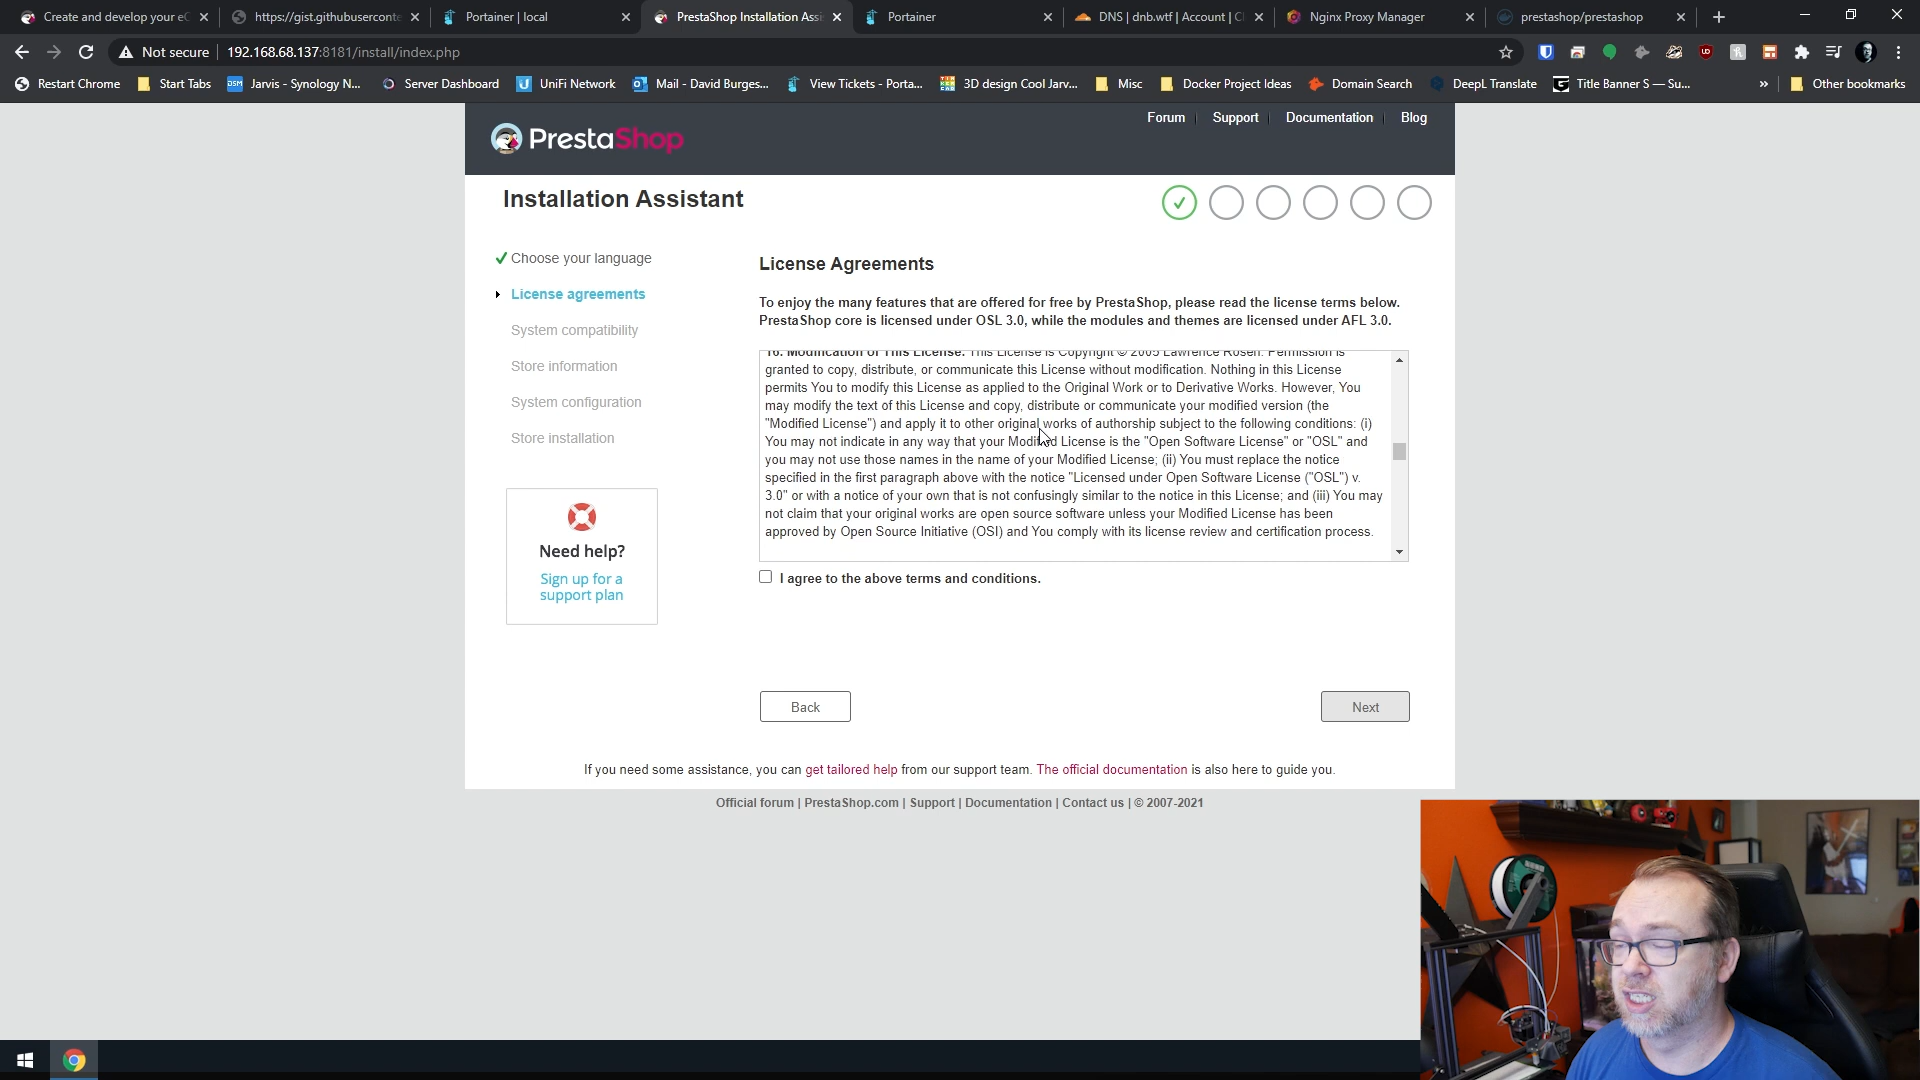 Create and develop your eC
https://gist.githubuserconte
Portainer | local
PrestaShop Installation Assi
Portainer
DNS | dnb.wtf | Account | Cl
Nginx Proxy Manager
prestashop/prestashop
Not secure
192.168.68.137:8181/install/index.php
Restart Chrome
Start Tabs
Jarvis - Synology N...
Server Dashboard
UniFi Network
Mail - David Burges...
View Tickets - Porta...
3D design Cool Jarv...
Misc
Docker Project Ideas
Domain Search
DeepL Translate
Title Banner S — Su...
»
Other bookmarks
PrestaShop
Forum
Support
Documentation
Blog
Installation Assistant
Choose your language
License agreements
System compatibility
Store information
System configuration
Store installation
Need help?
Sign up for a
support plan
License Agreements
To enjoy the many features that are offered for free by PrestaShop, please read the license terms below.
PrestaShop core is licensed under OSL 3.0, while the modules and themes are licensed under AFL 3.0.
16. Modification of This License. This License is Copyright © 2005 Lawrence Rosen. Permission is
granted to copy, distribute, or communicate this License without modification. Nothing in this License
permits You to modify this License as applied to the Original Work or to Derivative Works. However, You
may modify the text of this License and copy, distribute or communicate your modified version (the
"Modified License") and apply it to other original works of authorship subject to the following conditions: (i)
You may not indicate in any way that your Modified License is the "Open Software License" or "OSL" and
you may not use those names in the name of your Modified License; (ii) You must replace the notice
specified in the first paragraph above with the notice "Licensed under Open Software License ("OSL") v.
3.0" or with a notice of your own that is not confusingly similar to the notice in this License; and (iii) You may
not claim that your original works are open source software unless your Modified License has been
approved by Open Source Initiative (OSI) and You comply with its license review and certification process.
I agree to the above terms and conditions.
Back
Next
If you need some assistance, you can get tailored help from our support team. The official documentation is also here to guide you.
Official forum | PrestaShop.com | Support | Documentation | Contact us | © 2007-2021